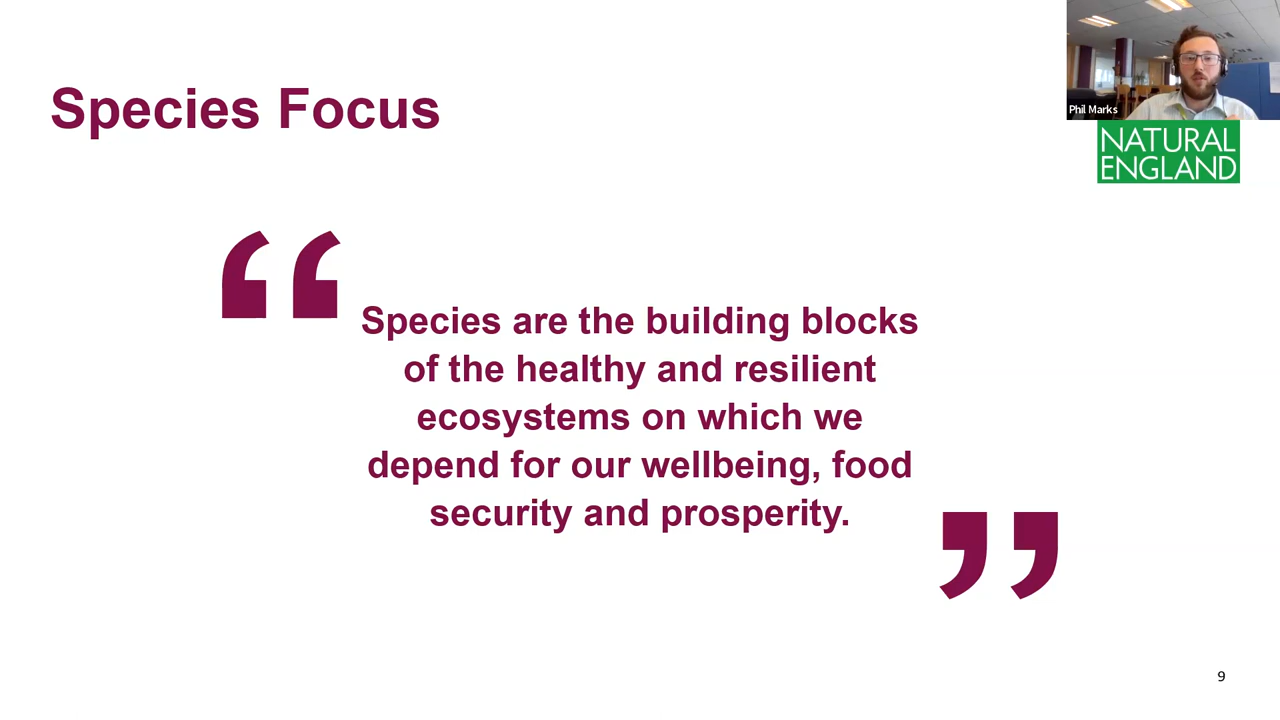 Species Focus
Phil Marks
NATURAL
ENGLAND
“
Species are the building blocks
of the healthy and resilient
ecosystems on which we
depend for our wellbeing, food
security and prosperity.
”
9